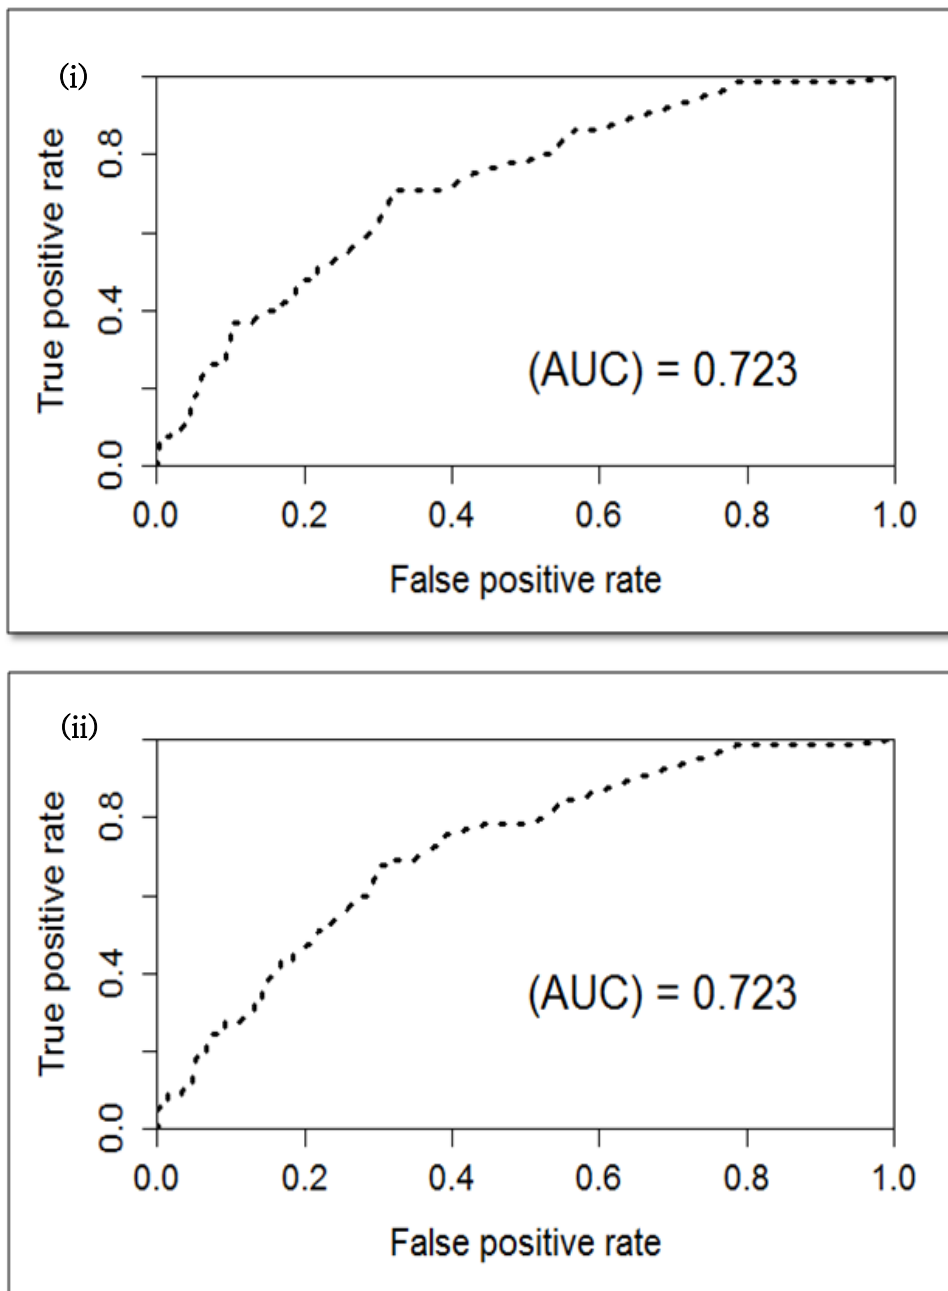 (i)
True positive rate
0.8
0.4
0.0
(AUC) = 0.723
0.0 0.2 0.4 0.6 0.8 1.0
False positive rate
(ii)
True positive rate
0.8
0.4
0.0
(AUC) = 0.723
0.0 0.2 0.4 0.6 0.8 1.0
False positive rate